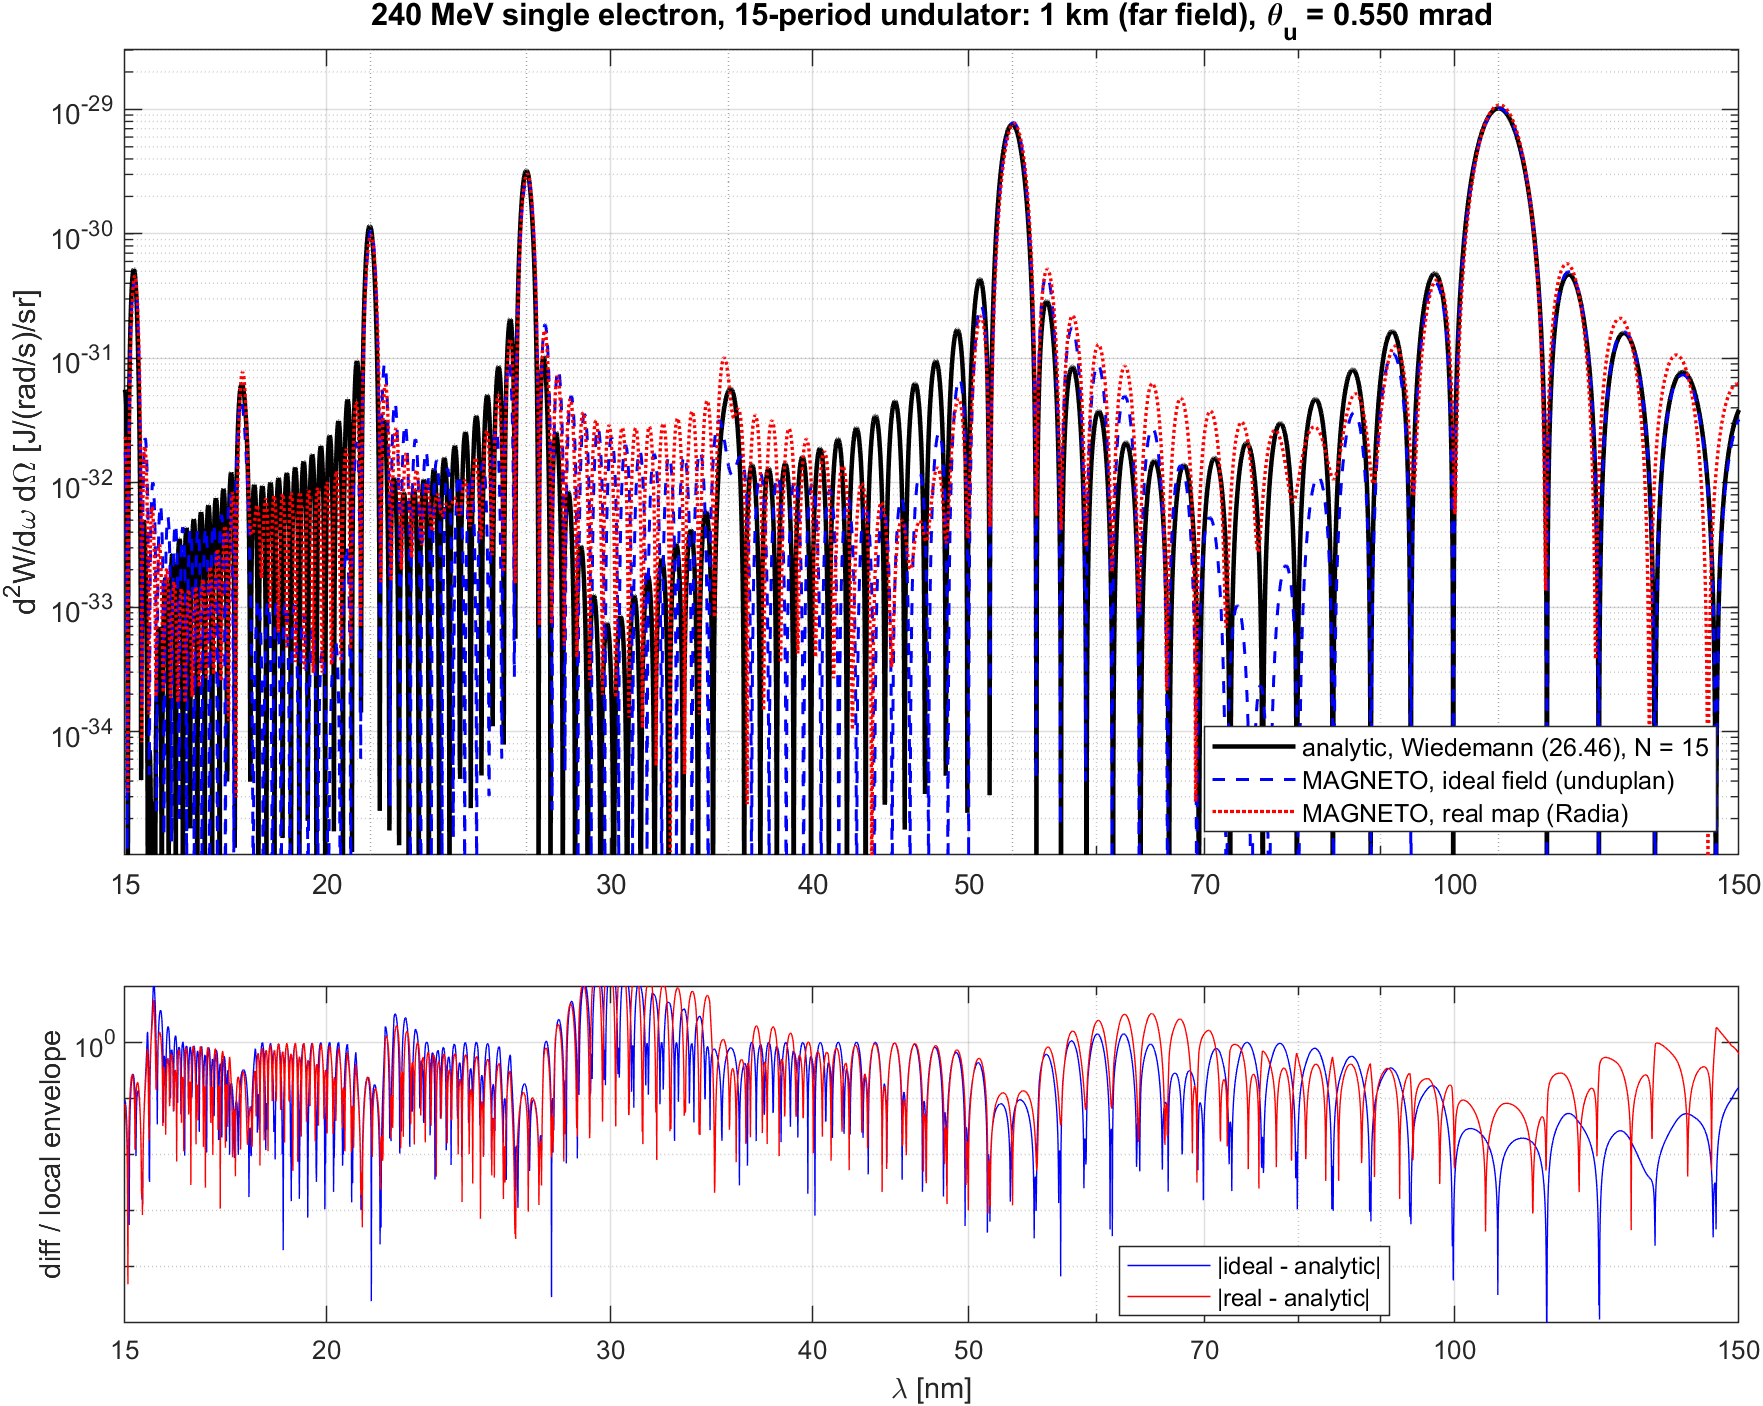 240 MeV single electron, 15-period undulator: 1 km (far field), θu = 0.550 mrad
d²W/dω dΩ [J/(rad/s)/sr]
10⁻²⁹
10⁻³⁰
10⁻³¹
10⁻³²
10⁻³³
10⁻³⁴
analytic, Wiedemann (26.46), N = 15
MAGNETO, ideal field (unduplan)
MAGNETO, real map (Radia)
15 20 30 40 50 70 100 150
diff / local envelope
10⁰
|ideal - analytic|
|real - analytic|
15 20 30 40 50 70 100 150
λ [nm]